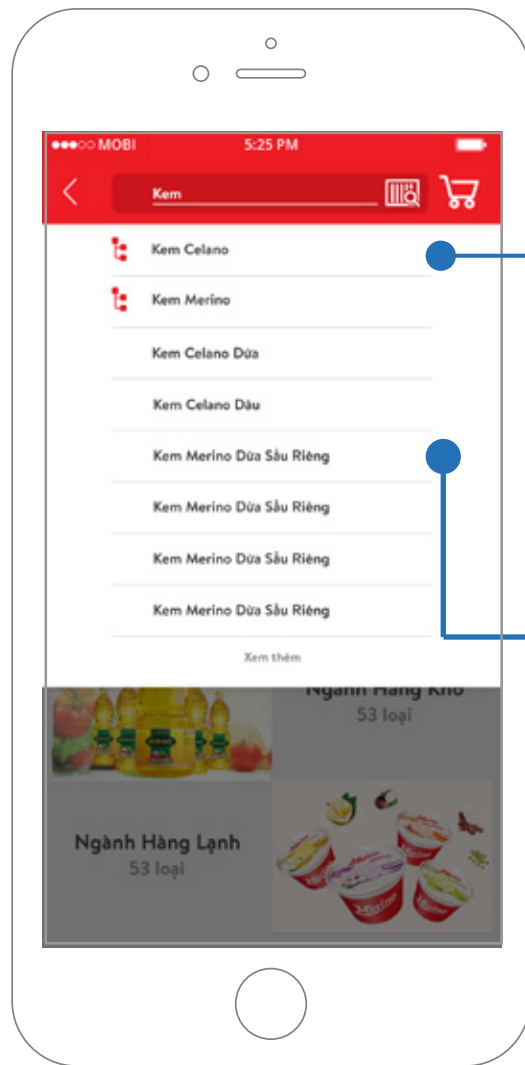 MOBI 5:25 PM
Kem
Kem Celano
Kem Merino
Kem Celano Dừa
Kem Celano Dâu
Kem Merino Dừa Sầu Riêng
Kem Merino Dừa Sầu Riêng
Kem Merino Dừa Sầu Riêng
Kem Merino Dừa Sầu Riêng
Xem thêm
Ngành Hàng Khô
53 loại
Ngành Hàng Lạnh
53 loại
Merino
Merino